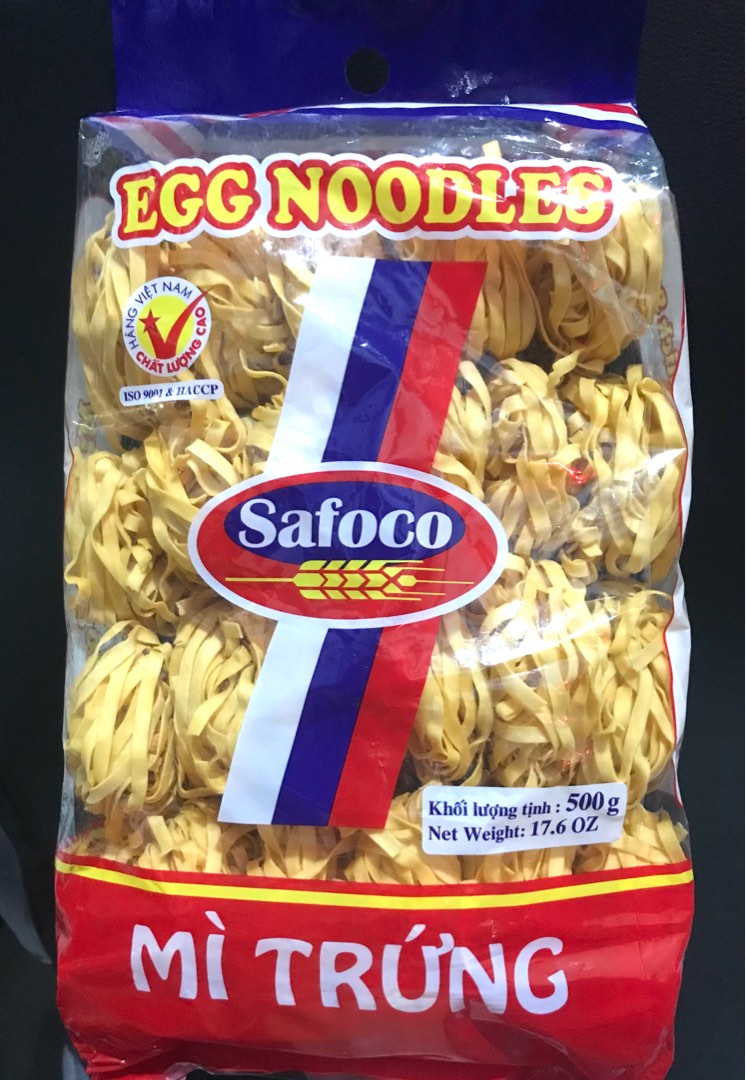 EGG NOODLES
HÀNG VIỆT NAM
CHẤT LƯỢNG CAO
ISO 9001 & HACCP
Safoco
Khối lượng tịnh : 500 g
Net Weight: 17.6 OZ
MÌ TRỨNG